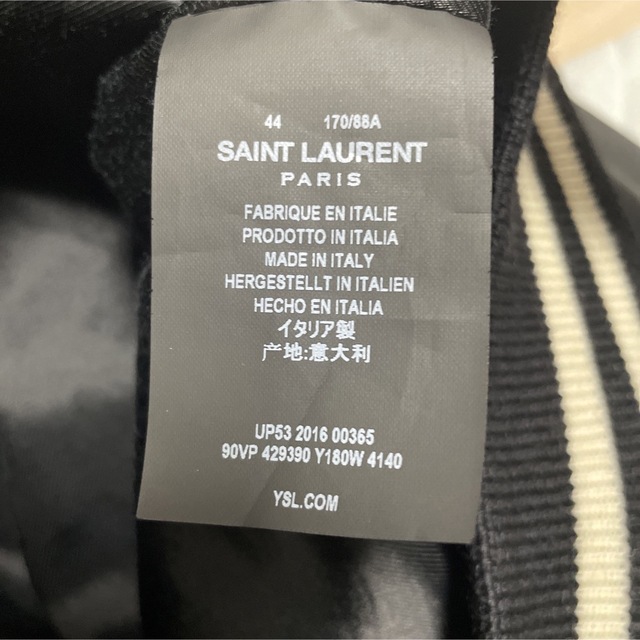 44 170/86A
SAINT LAURENT
PARIS
FABRIQUE EN ITALIE
PRODOTTO IN ITALIA
MADE IN ITALY
HERGESTELLT IN ITALIEN
HECHO EN ITALIA
イタリア製
产地:意大利
UP53 2016 00365
90VP 429390 Y180W 4140
YSL.COM